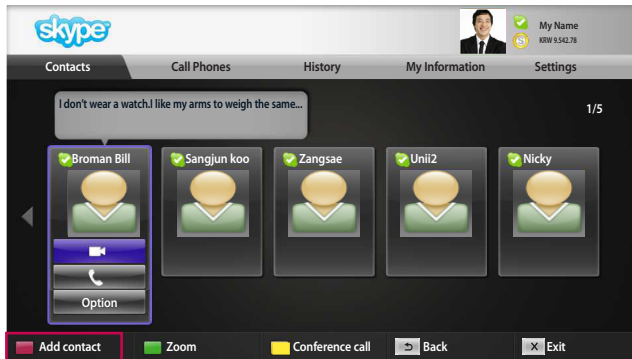 skype
My Name
KRW 9.542.78
Contacts Call Phones History My Information Settings
I don't wear a watch.I like my arms to weigh the same...
1/5
Broman Bill Sangjun koo Zangsae Unii2 Nicky
Option
Add contact Zoom Conference call Back X Exit